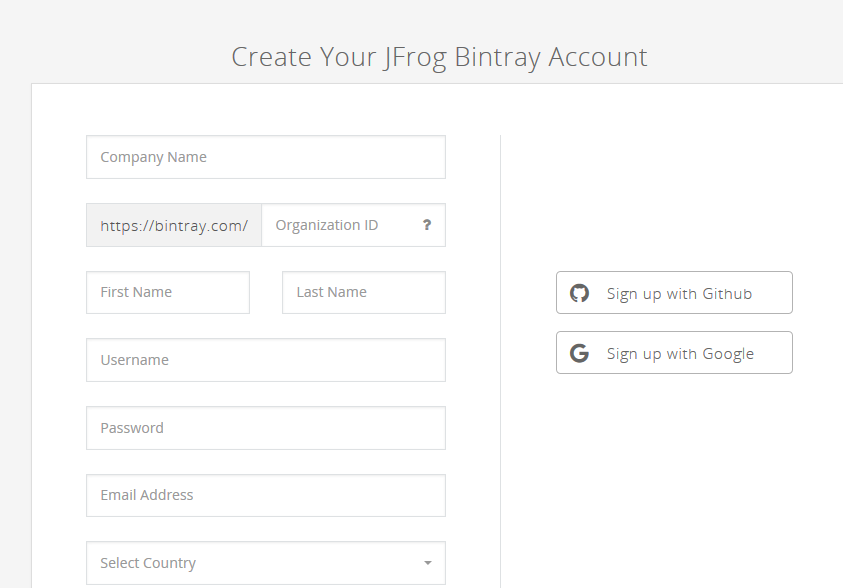 Create Your JFrog Bintray Account
Company Name
https://bintray.com/ Organization ID ?
First Name Last Name
Username
Password
Email Address
Select Country
Sign up with Github
Sign up with Google